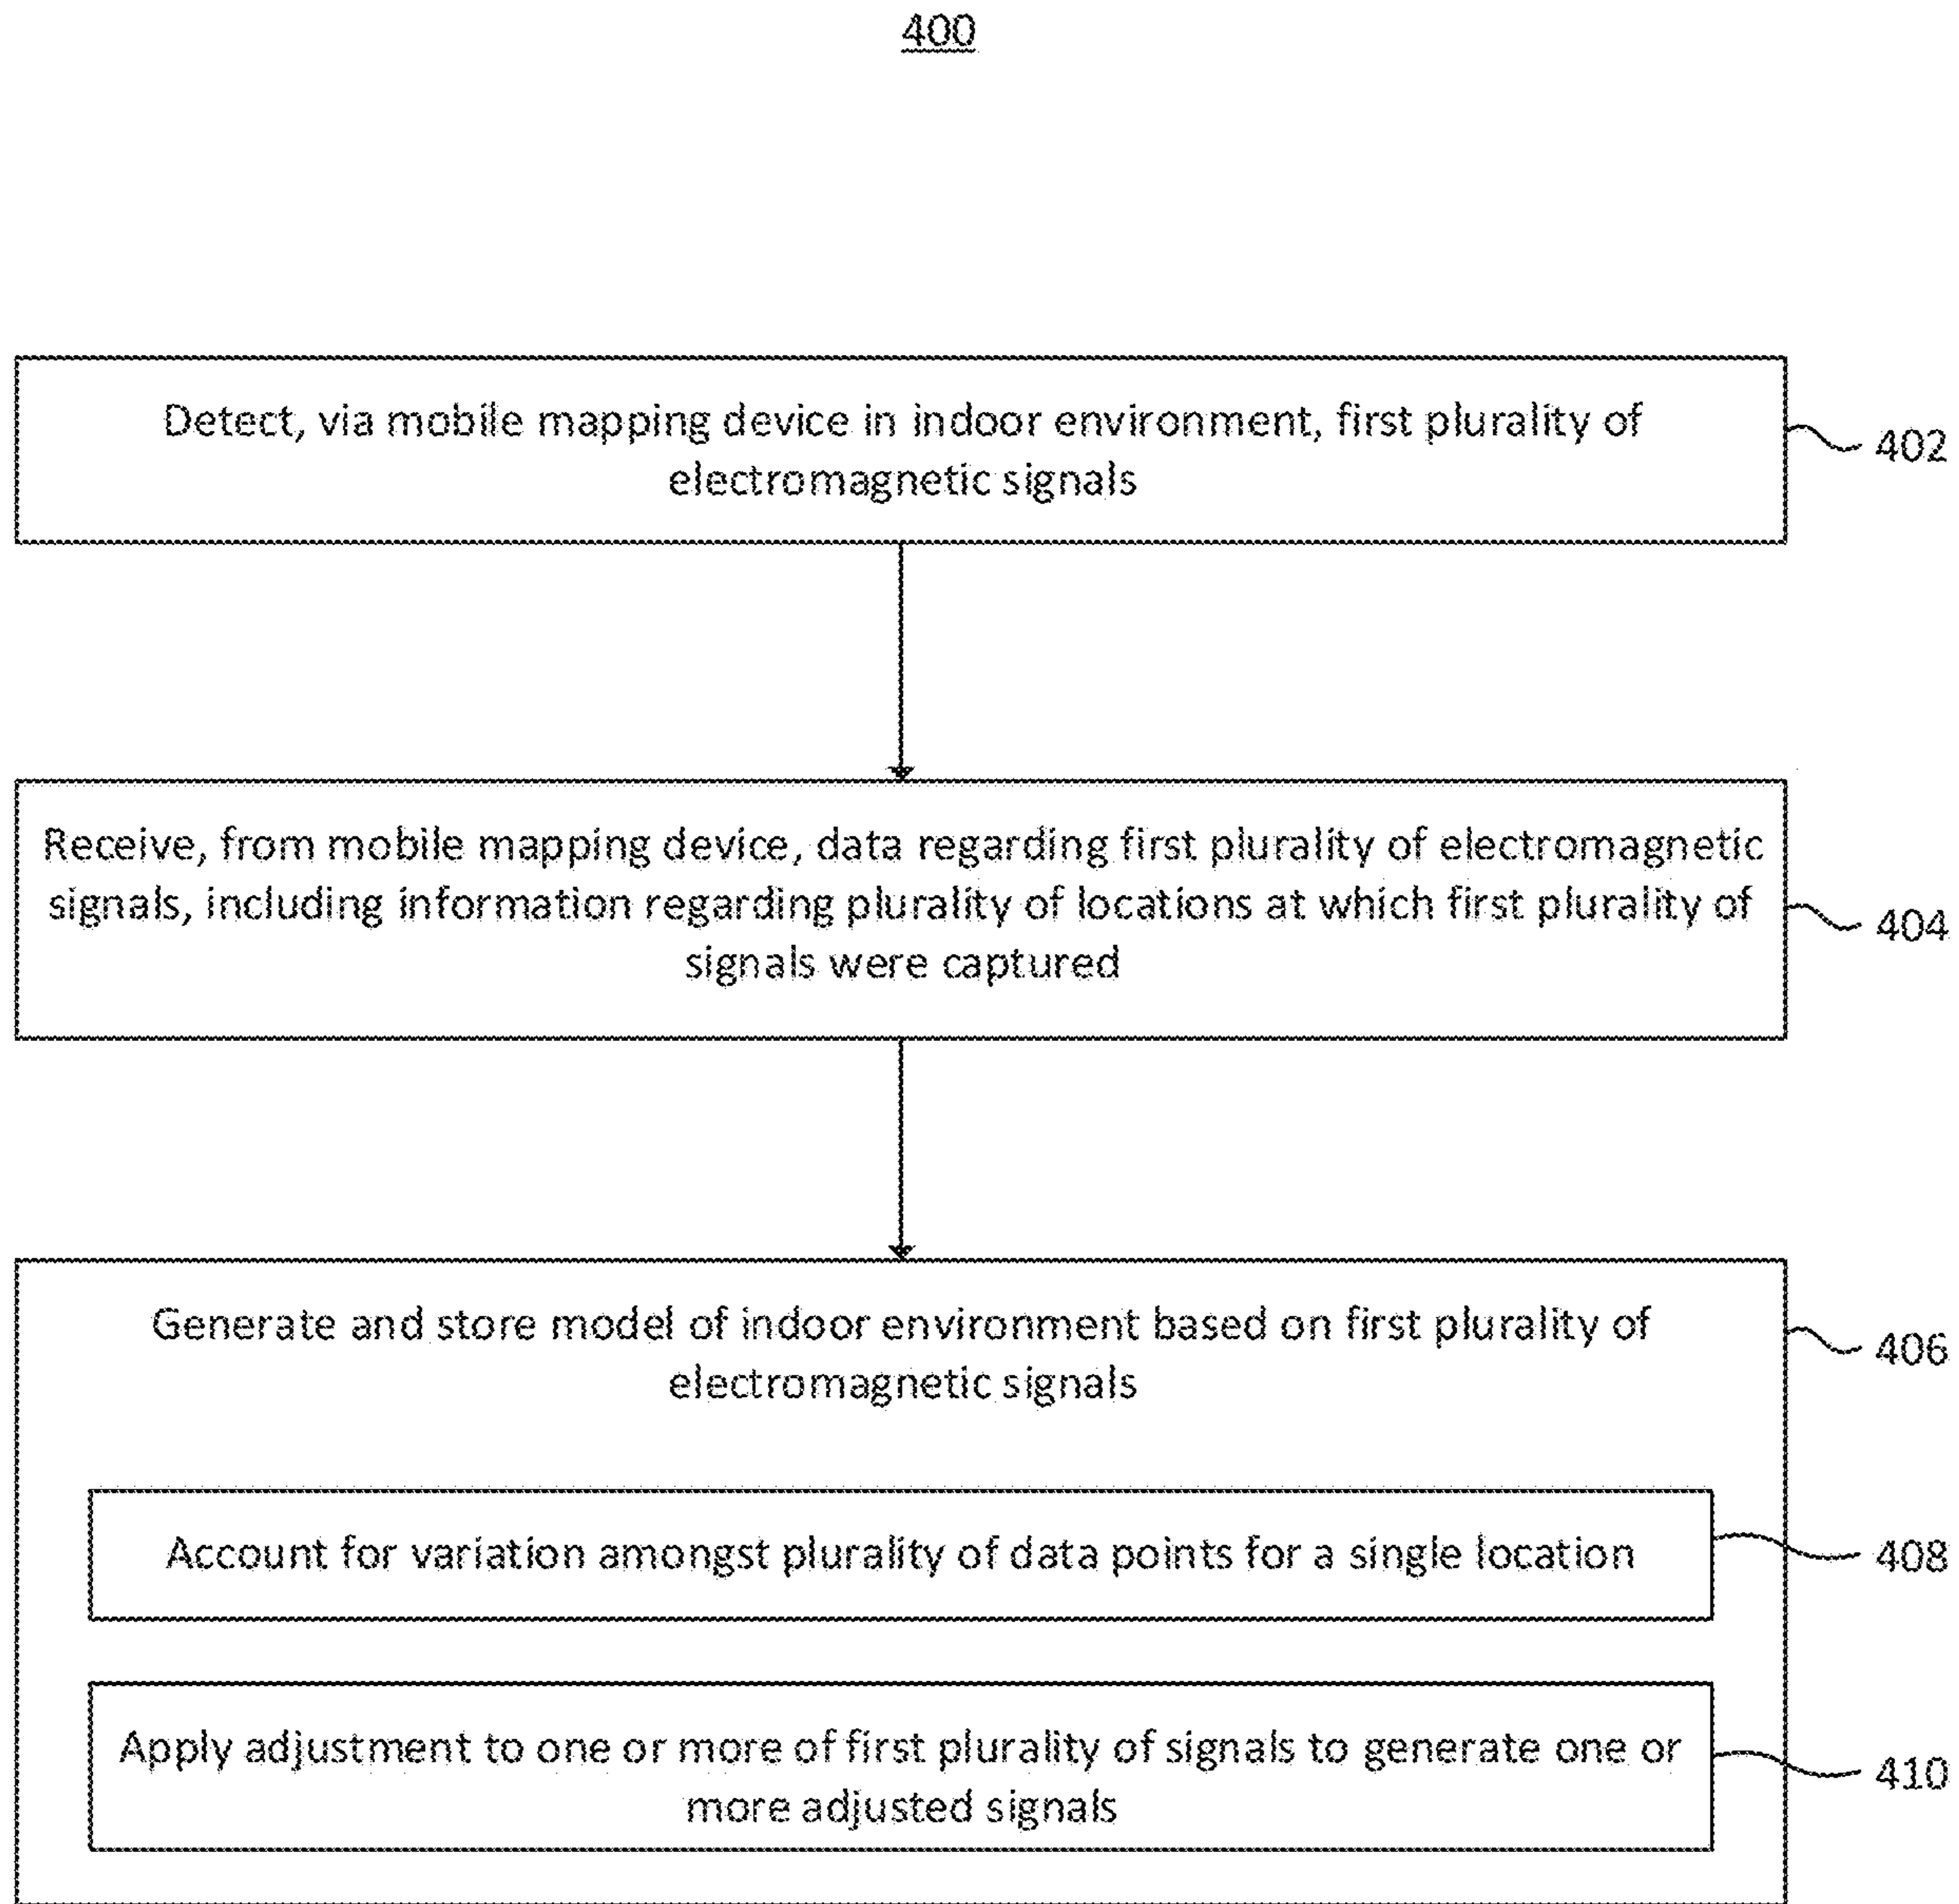 400
Detect, via mobile mapping device in indoor environment, first plurality of
electromagnetic signals
402
Receive, from mobile mapping device, data regarding first plurality of electromagnetic
signals, including information regarding plurality of locations at which first plurality of
signals were captured
404
Generate and store model of indoor environment based on first plurality of
electromagnetic signals
406
Account for variation amongst plurality of data points for a single location
408
Apply adjustment to one or more of first plurality of signals to generate one or
more adjusted signals
410